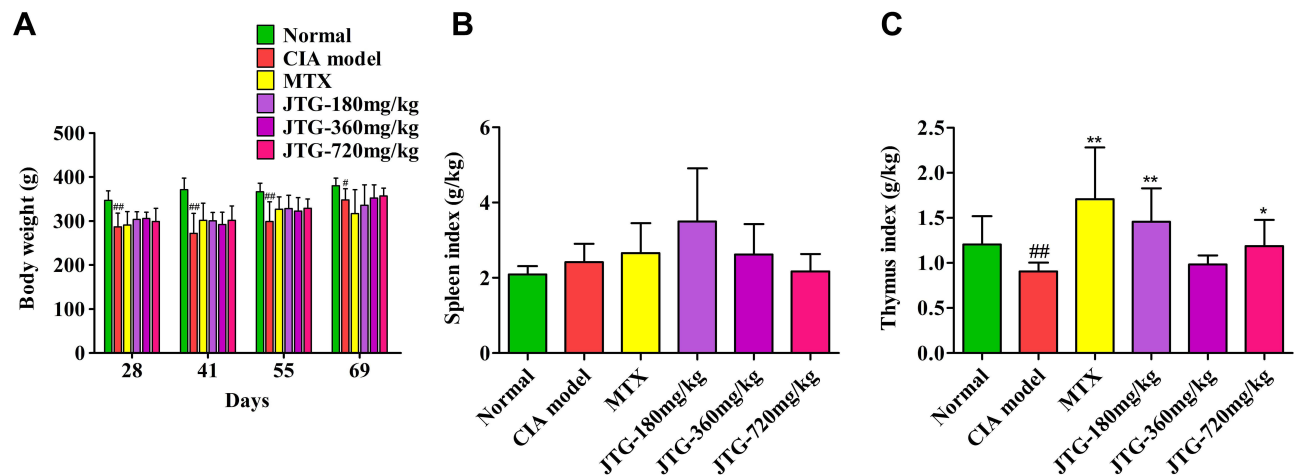 A
Normal
CIA model
MTX
JTG-180mg/kg
JTG-360mg/kg
JTG-720mg/kg
Body weight (g)
500
400
300
200
100
0
##
##
##
#
28 41 55 69
Days
B
Spleen index (g/kg)
6
4
2
0
Normal
CIA model
MTX
JTG-180mg/kg
JTG-360mg/kg
JTG-720mg/kg
C
Thymus index (g/kg)
2.5
2.0
1.5
1.0
0.5
0.0
##
**
**
*
Normal
CIA model
MTX
JTG-180mg/kg
JTG-360mg/kg
JTG-720mg/kg